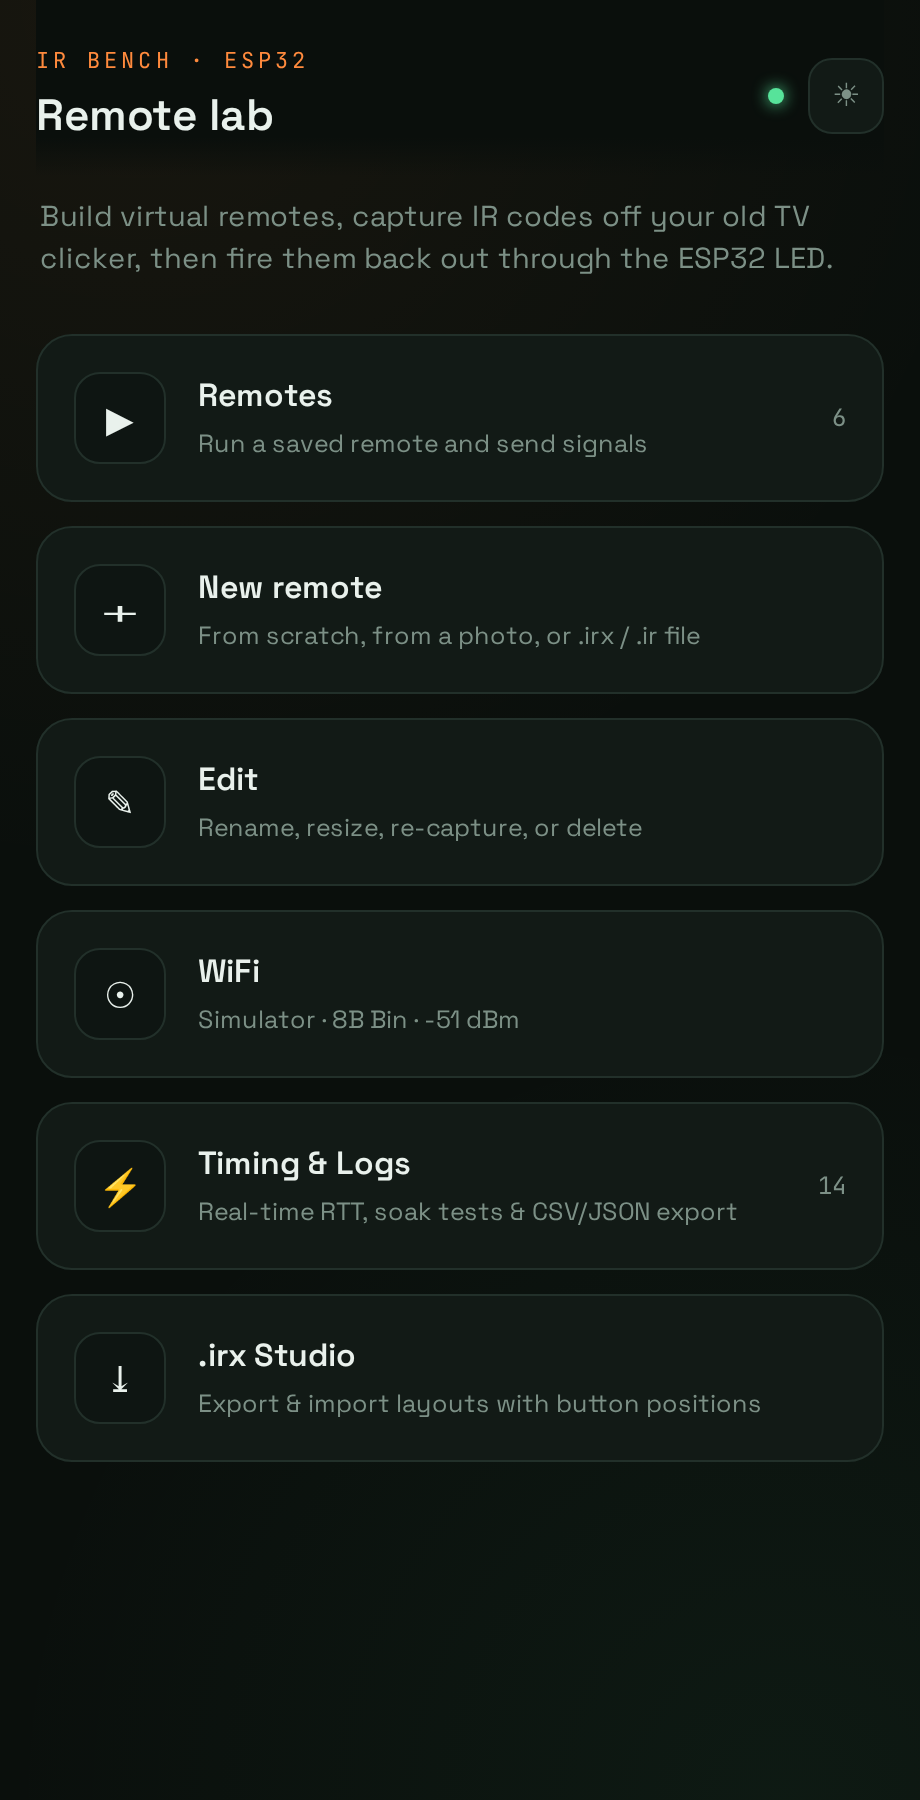 IR BENCH · ESP32
Remote lab
Build virtual remotes, capture IR codes off your old TV
clicker, then fire them back out through the ESP32 LED.
Remotes
Run a saved remote and send signals
6
New remote
From scratch, from a photo, or .irx / .ir file
Edit
Rename, resize, re-capture, or delete
WiFi
Simulator · 8B Bin · -51 dBm
Timing & Logs
Real-time RTT, soak tests & CSV/JSON export
14
.irx Studio
Export & import layouts with button positions